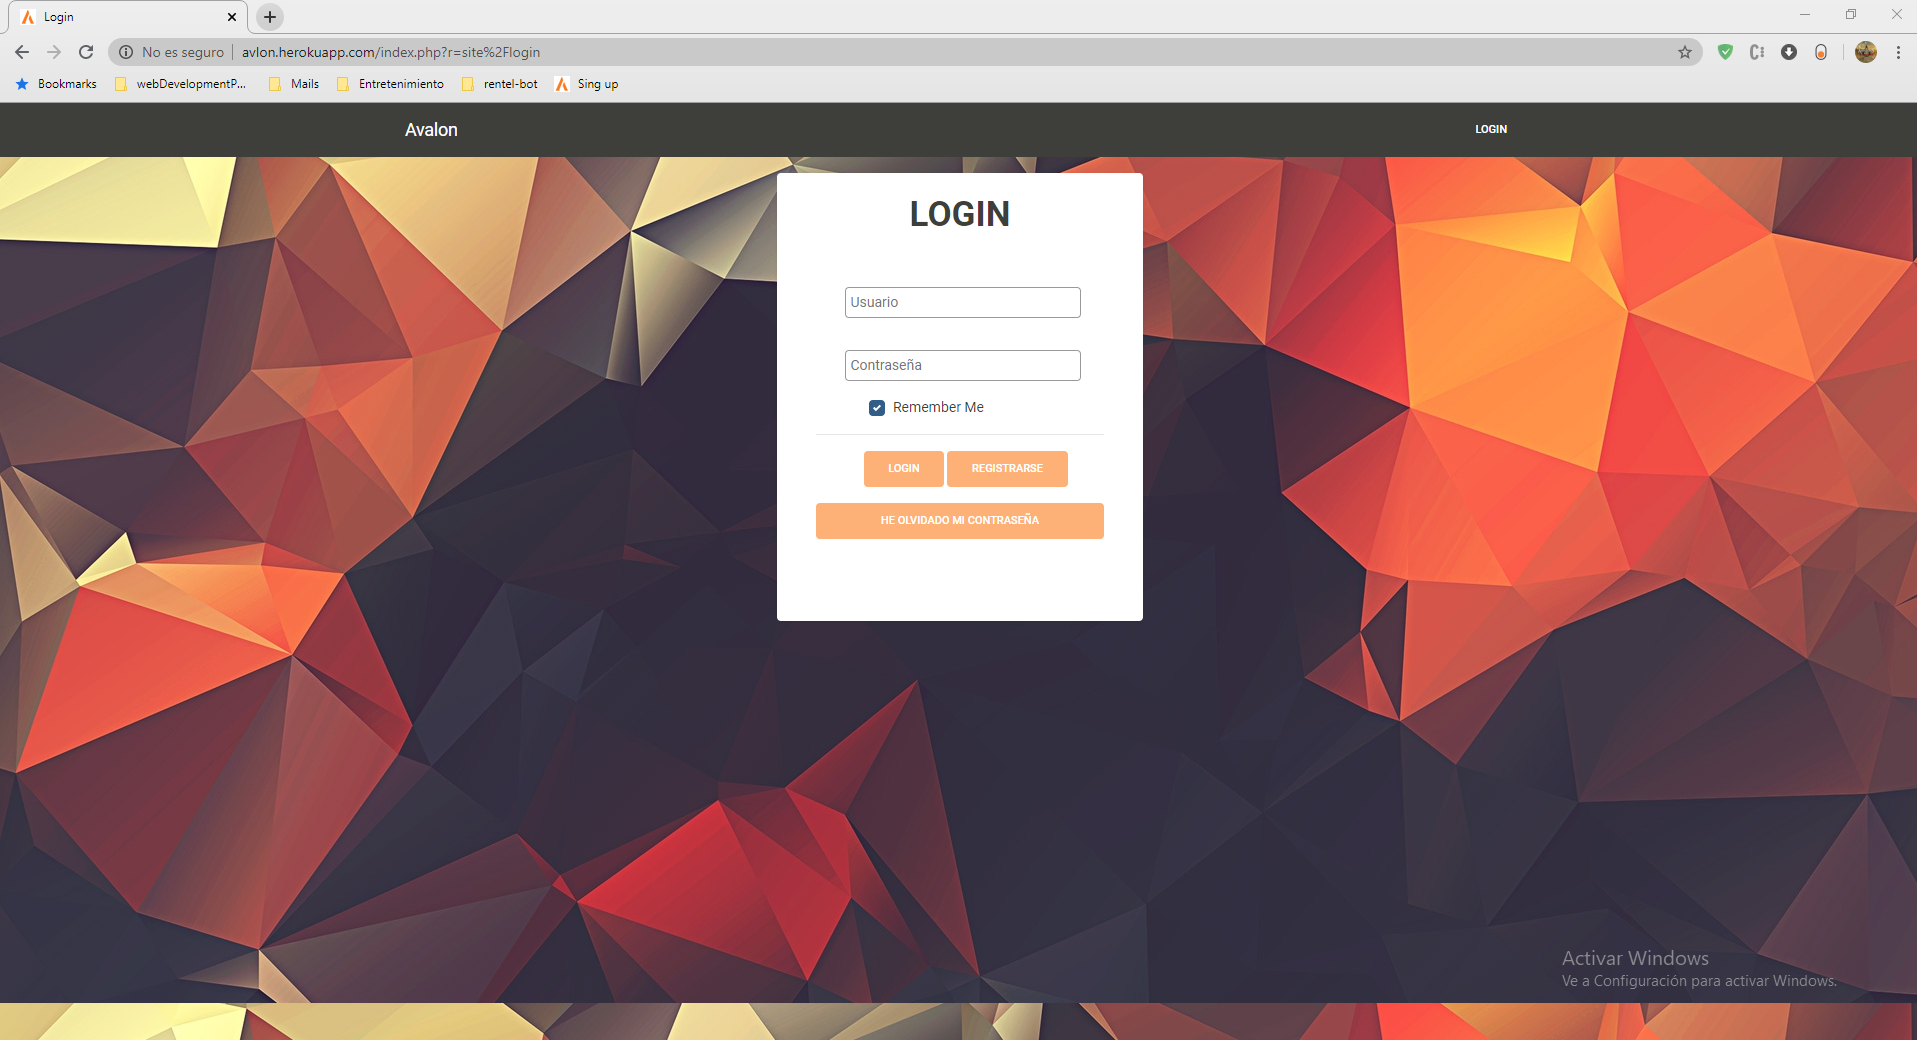 Login
No es seguro avlon.herokuapp.com/index.php?r=site%2Flogin
Bookmarks webDevelopmentP... Mails Entretenimiento rentel-bot Sing up
Avalon LOGIN
LOGIN
Usuario
Contraseña
Remember Me
LOGIN REGISTRARSE
HE OLVIDADO MI CONTRASEÑA
Activar Windows
Ve a Configuración para activar Windows.